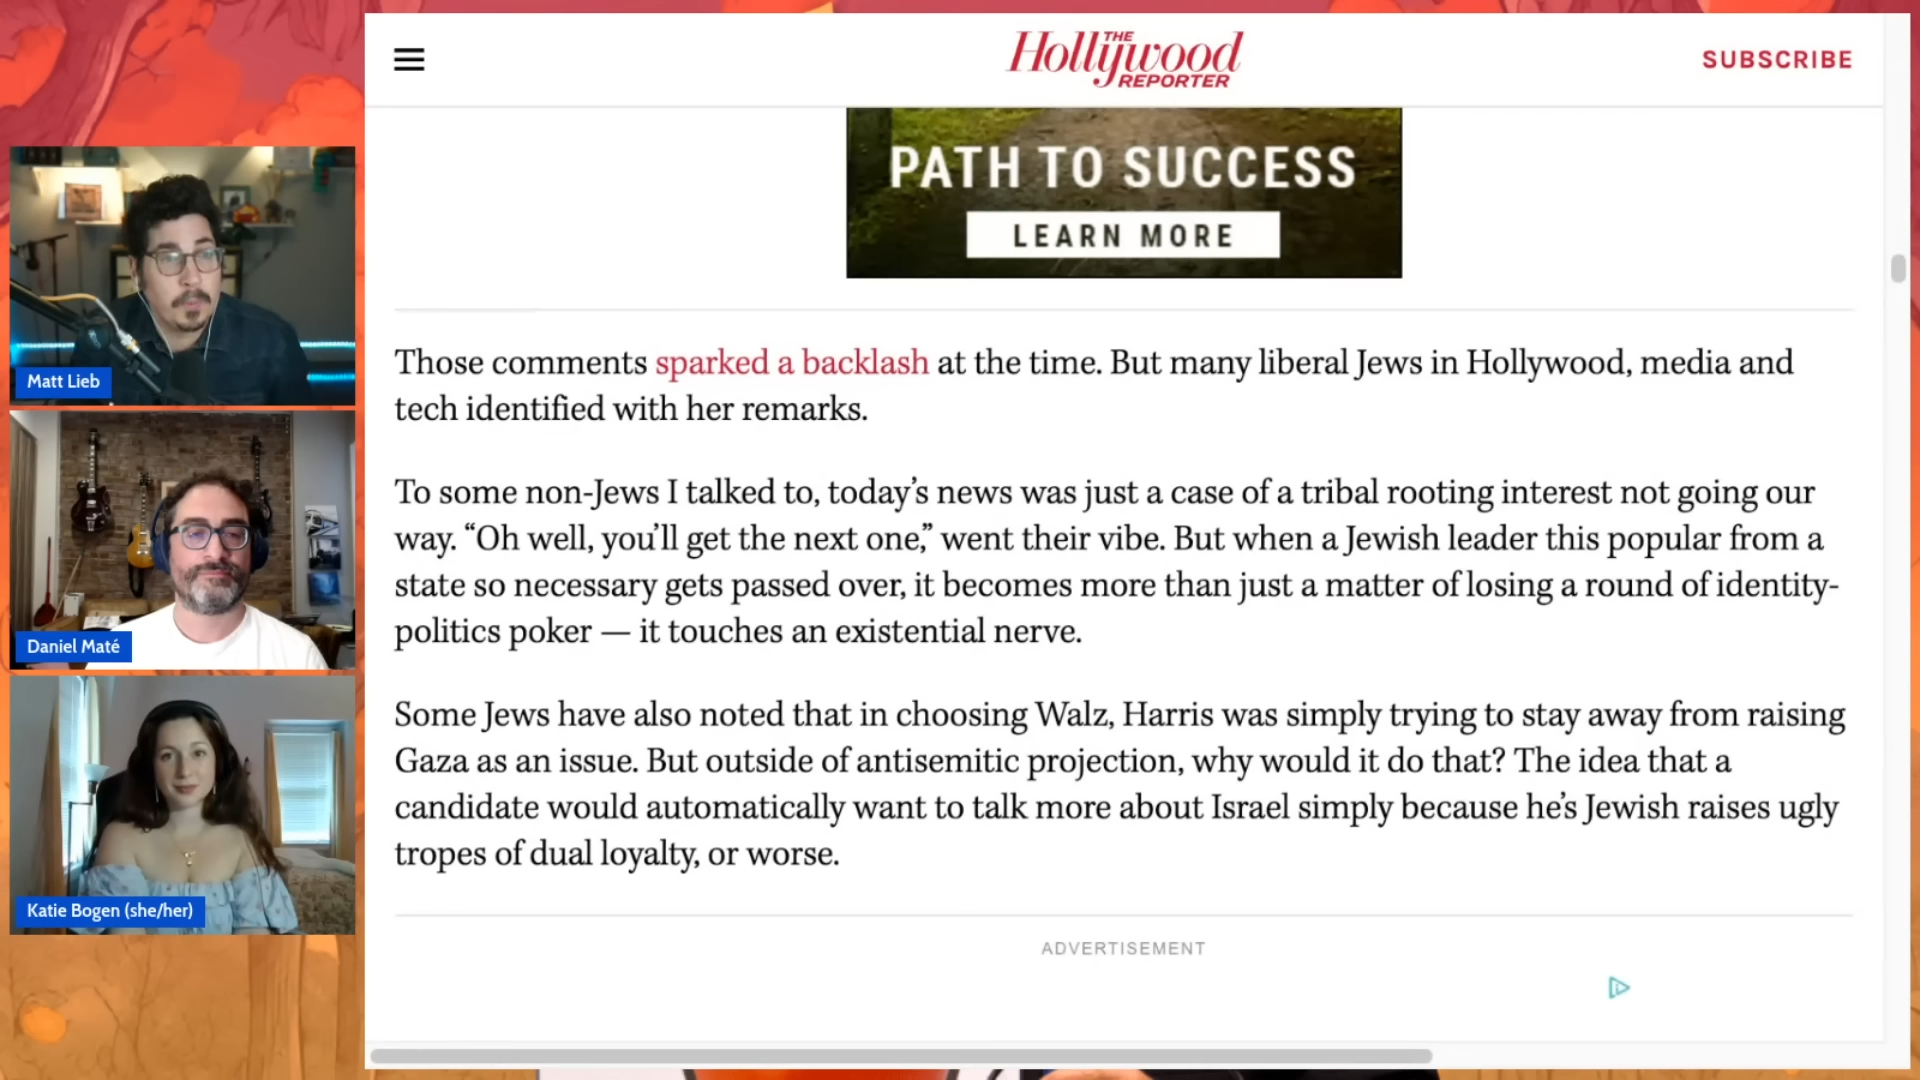 THE
Hollywood
REPORTER
SUBSCRIBE
PATH TO SUCCESS
LEARN MORE
Those comments sparked a backlash at the time. But many liberal Jews in Hollywood, media and
tech identified with her remarks.
To some non-Jews I talked to, today’s news was just a case of a tribal rooting interest not going our
way. “Oh well, you’ll get the next one,” went their vibe. But when a Jewish leader this popular from a
state so necessary gets passed over, it becomes more than just a matter of losing a round of identity-
politics poker — it touches an existential nerve.
Some Jews have also noted that in choosing Walz, Harris was simply trying to stay away from raising
Gaza as an issue. But outside of antisemitic projection, why would it do that? The idea that a
candidate would automatically want to talk more about Israel simply because he’s Jewish raises ugly
tropes of dual loyalty, or worse.
ADVERTISEMENT
Matt Lieb
Daniel Maté
Katie Bogen (she/her)